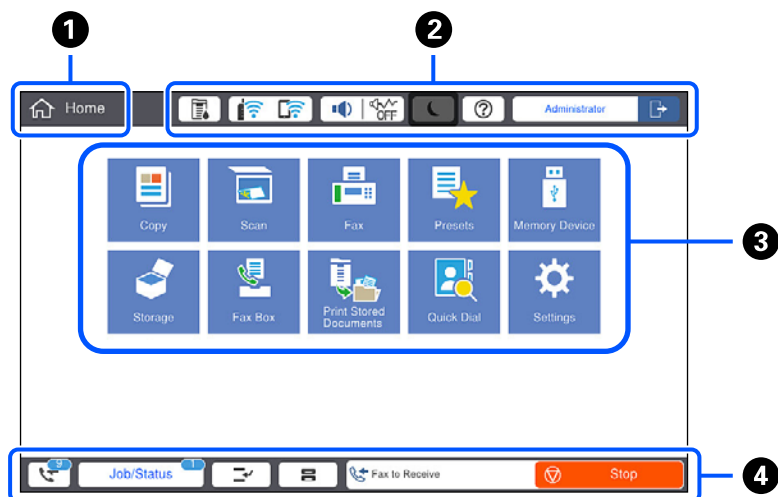 1
2
Home
OFF
?
Administrator
Copy
Scan
Fax
Presets
Memory Device
3
Storage
Fax Box
Print Stored
Documents
Quick Dial
Settings
9
Job/Status
1
Fax to Receive
Stop
4